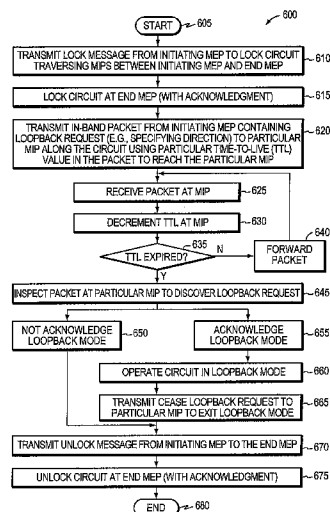 600
START
605
TRANSMIT LOCK MESSAGE FROM INITIATING MEP TO LOCK CIRCUIT
TRAVERSING MIPS BETWEEN INITIATING MEP AND END MEP
610
LOCK CIRCUIT AT END MEP (WITH ACKNOWLEDGMENT)
615
TRANSMIT IN-BAND PACKET FROM INITIATING MEP CONTAINING
LOOPBACK REQUEST (E.G., SPECIFYING DIRECTION) TO PARTICULAR
MIP ALONG THE CIRCUIT USING PARTICULAR TIME-TO-LIVE (TTL)
VALUE IN THE PACKET TO REACH THE PARTICULAR MIP
620
RECEIVE PACKET AT MIP
625
DECREMENT TTL AT MIP
630
TTL EXPIRED?
635
N
FORWARD
PACKET
640
Y
INSPECT PACKET AT PARTICULAR MIP TO DISCOVER LOOPBACK REQUEST
645
NOT ACKNOWLEDGE
LOOPBACK MODE
650
ACKNOWLEDGE
LOOPBACK MODE
655
OPERATE CIRCUIT IN LOOPBACK MODE
660
TRANSMIT CEASE LOOPBACK REQUEST TO
PARTICULAR MIP TO EXIT LOOPBACK MODE
665
TRANSMIT UNLOCK MESSAGE FROM INITIATING MEP TO THE END MEP
670
UNLOCK CIRCUIT AT END MEP (WITH ACKNOWLEDGMENT)
675
END
680